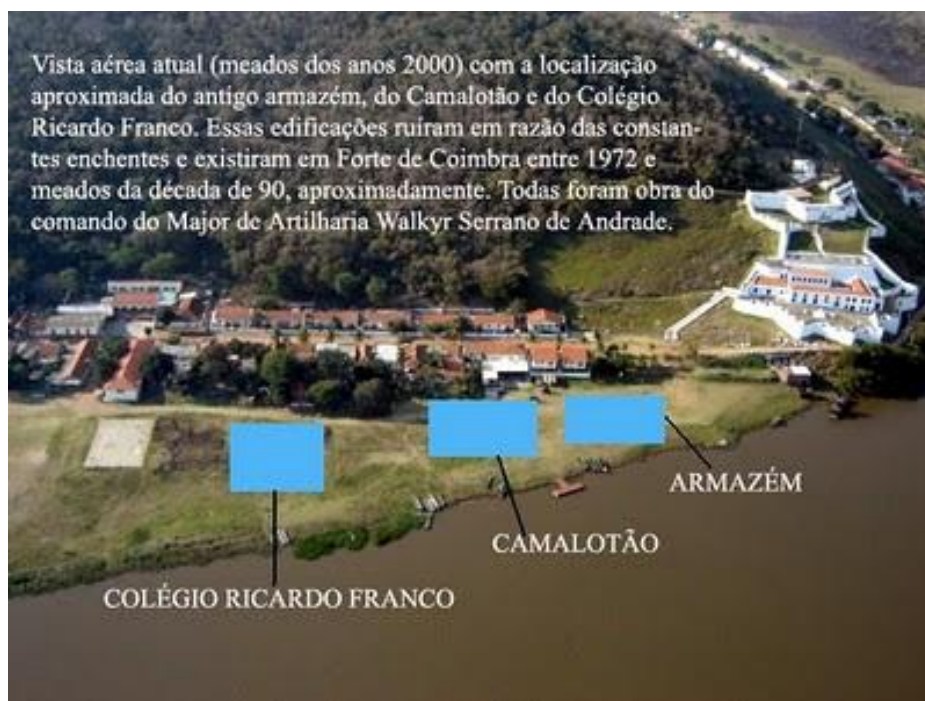 Vista aérea atual (meados dos anos 2000) com a localização
aproximada do antigo armazém, do Camalotão e do Colégio
Ricardo Franco. Essas edificações ruíram em razão das constan-
tes enchentes e existiram em Forte de Coimbra entre 1972 e
meados da década de 90, aproximadamente. Todas foram obra do
comando do Major de Artilharia Walkyr Serrano de Andrade.
ARMAZÉM
CAMALOTÃO
COLÉGIO RICARDO FRANCO